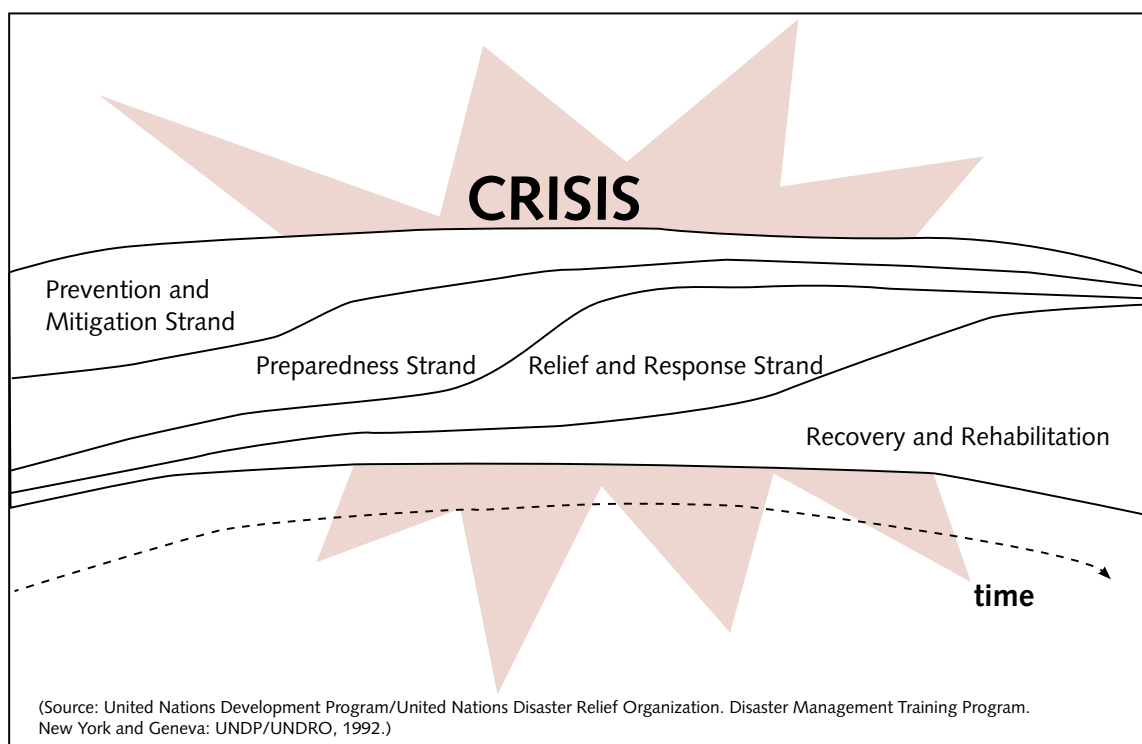 CRISIS
Prevention and
Mitigation Strand
Preparedness Strand
Relief and Response Strand
Recovery and Rehabilitation
time
(Source: United Nations Development Program/United Nations Disaster Relief Organization. Disaster Management Training Program.
New York and Geneva: UNDP/UNDRO, 1992.)